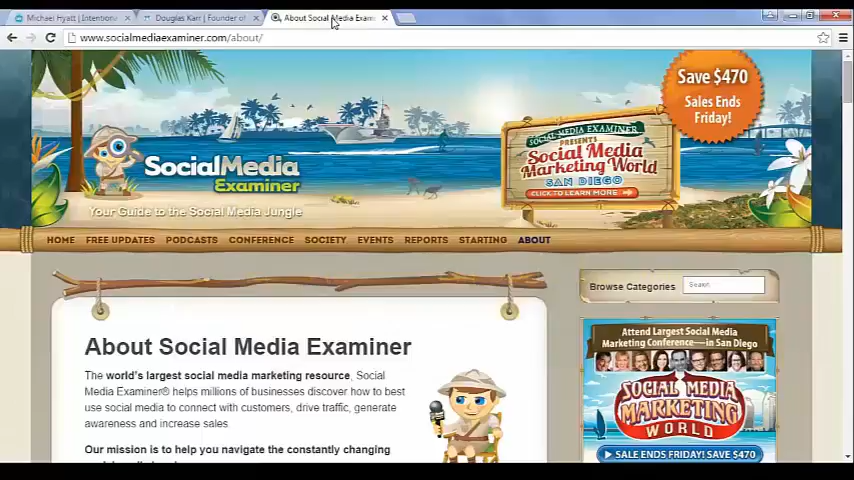 Michael Hyatt | Intention
Douglas Karr | Founder of
About Social Media Exam
www.socialmediaexaminer.com/about/
Save $470
Sales Ends
Friday!
SOCIAL MEDIA EXAMINER
PRESENTS
Social Media
Marketing World
SAN DIEGO
CLICK TO LEARN MORE
SocialMedia
Examiner
Your Guide to the Social Media Jungle
HOME FREE UPDATES PODCASTS CONFERENCE SOCIETY EVENTS REPORTS STARTING ABOUT
Browse Categories
Search
About Social Media Examiner
The world's largest social media marketing resource, Social
Media Examiner® helps millions of businesses discover how to best
use social media to connect with customers, drive traffic, generate
awareness and increase sales
Our mission is to help you navigate the constantly changing
Attend Largest Social Media
Marketing Conference—in San Diego
SOCIAL MEDIA
MARKETING
WORLD
SALE ENDS FRIDAY! SAVE $470